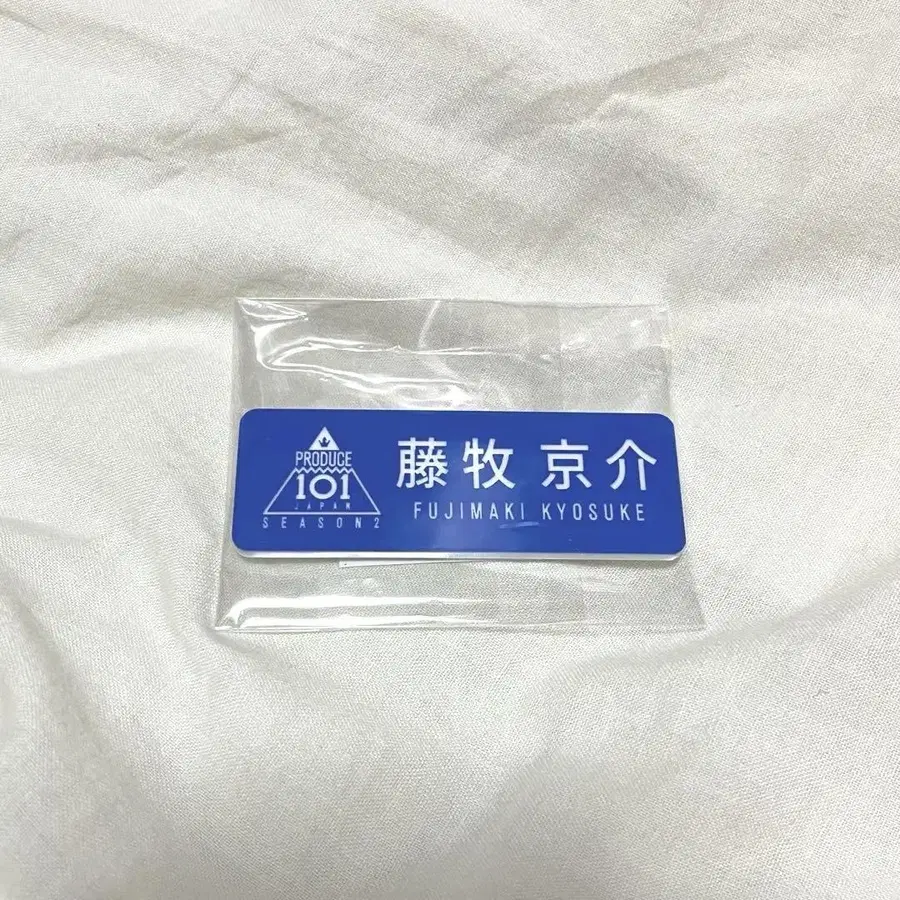 PRODUCE
101
JAPAN
SEASON2
藤牧 京介
FUJIMAKI KYOSUKE